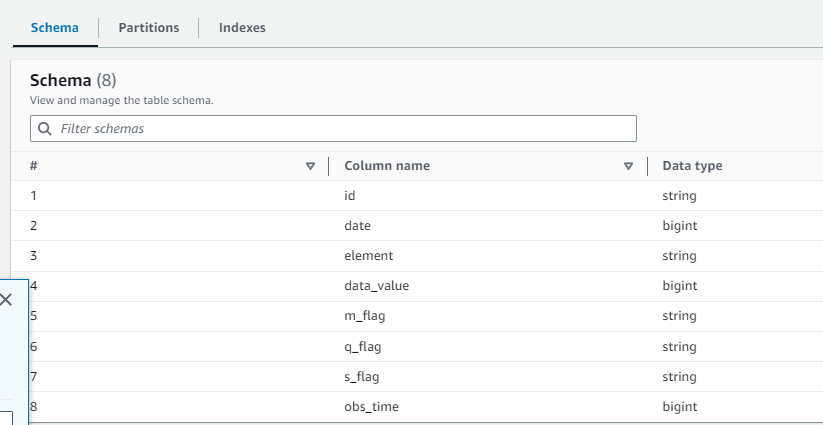 Schema Partitions Indexes
Schema (8)
View and manage the table schema.
Filter schemas
# Column name Data type
1 id string
2 date bigint
3 element string
4 data_value bigint
5 m_flag string
6 q_flag string
7 s_flag string
8 obs_time bigint